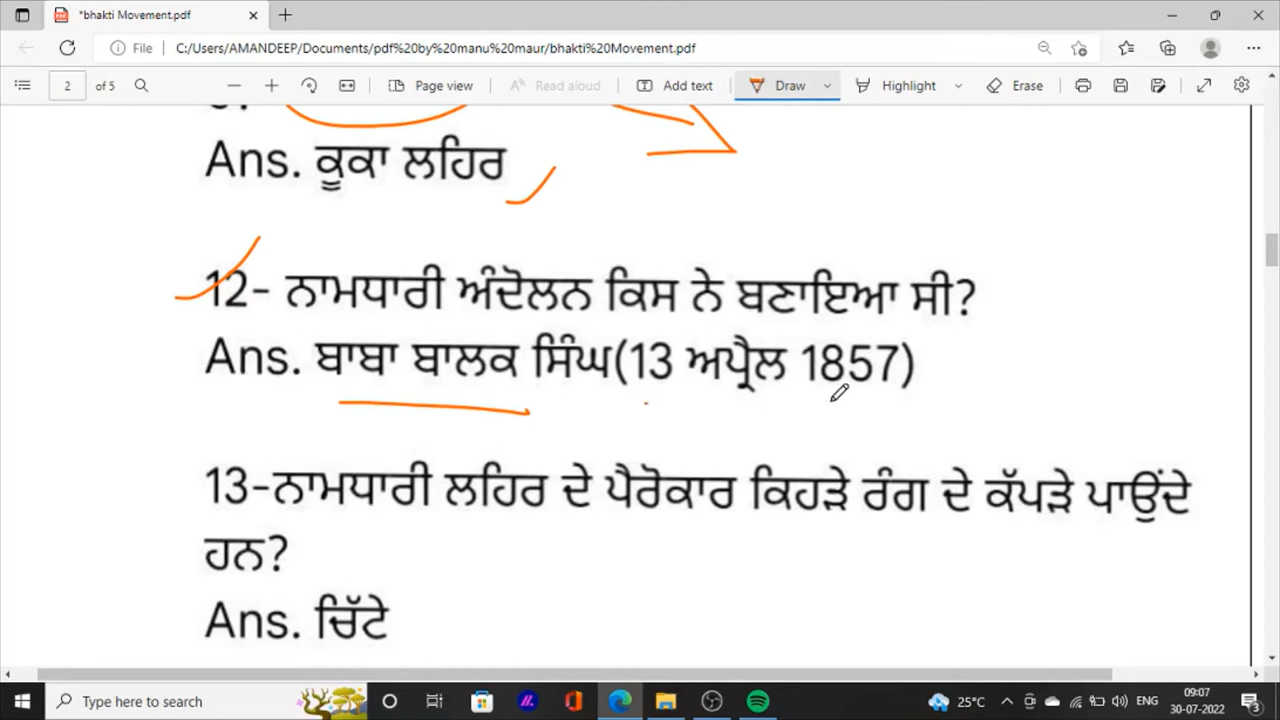 *bhakti Movement.pdf
File
C:/Users/AMANDEEP/Documents/pdf%20by%20manu%20maur/bhakti%20Movement.pdf
2 of 5
Page view
Read aloud
Add text
Draw
Highlight
Erase
Ans. ਕੂਕਾ ਲਹਿਰ
12- ਨਾਮਧਾਰੀ ਅੰਦੋਲਨ ਕਿਸ ਨੇ ਬਣਾਇਆ ਸੀ?
Ans. ਬਾਬਾ ਬਾਲਕ ਸਿੰਘ(13 ਅਪ੍ਰੈਲ 1857)
13-ਨਾਮਧਾਰੀ ਲਹਿਰ ਦੇ ਪੈਰੋਕਾਰ ਕਿਹੜੇ ਰੰਗ ਦੇ ਕੱਪੜੇ ਪਾਉਂਦੇ
ਹਨ?
Ans. ਚਿੱਟੇ
Type here to search
25°C
ENG
09:07
30-07-2022
3